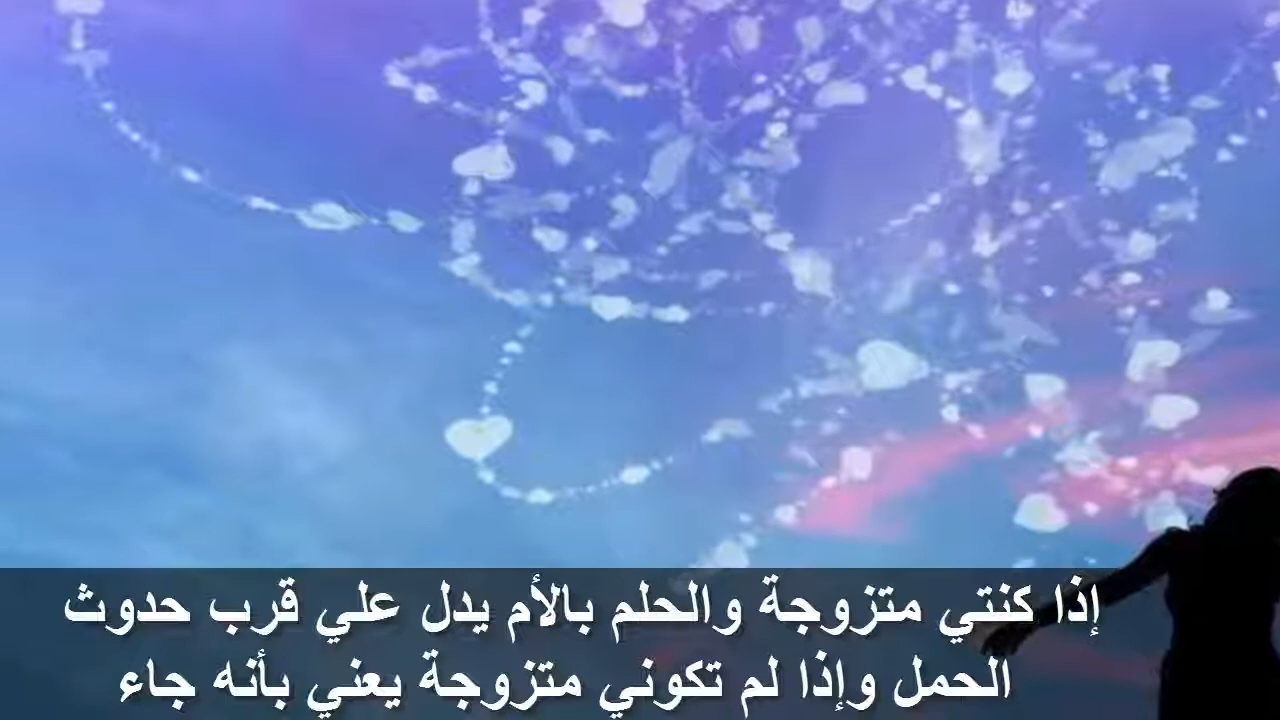 إذا كنتي متزوجة والحلم بالأم يدل علي قرب حدوث
الحمل وإذا لم تكوني متزوجة يعني بأنه جاء